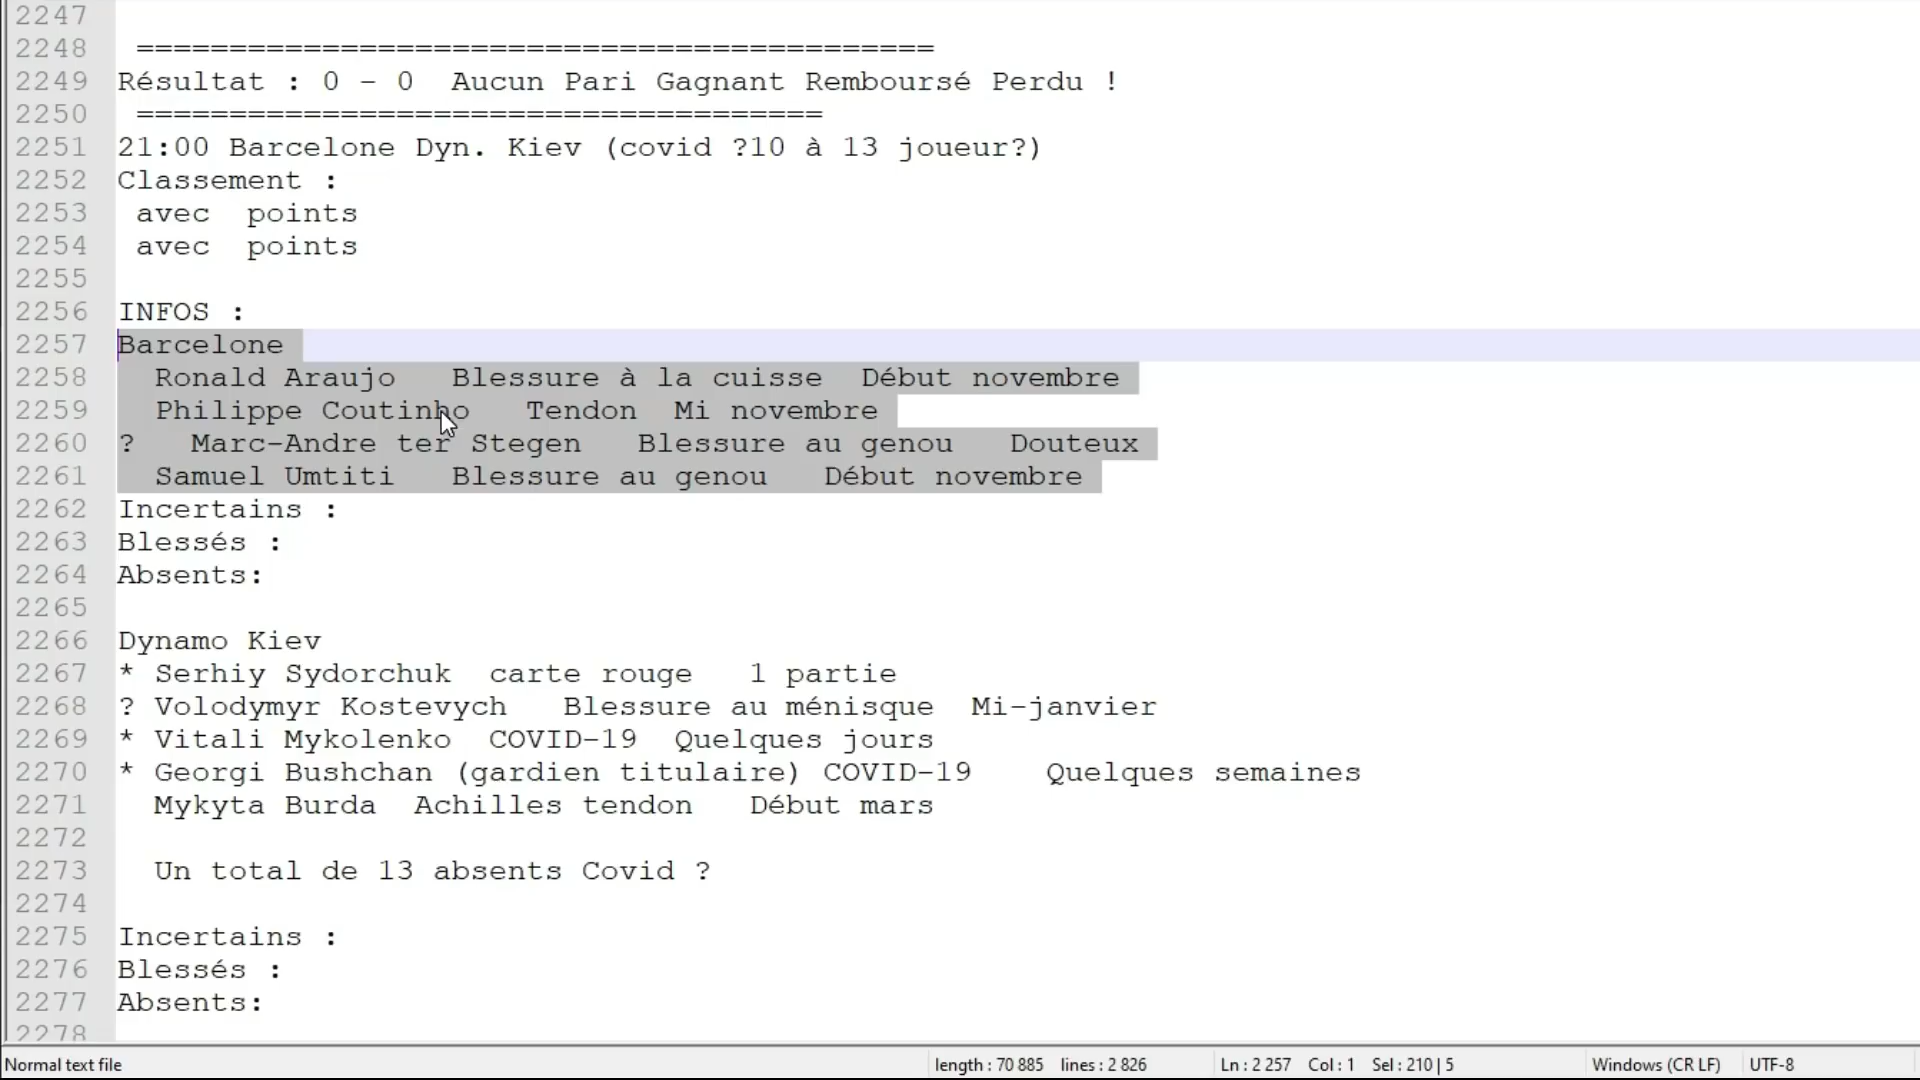 2247
2248 ===========================================
2249 Résultat : 0 - 0  Aucun Pari Gagnant Remboursé Perdu !
2250 =====================================
2251 21:00 Barcelone Dyn. Kiev (covid ?10 à 13 joueur?)
2252 Classement :
2253 avec  points
2254 avec  points
2255
2256 INFOS :
2257 Barcelone
2258 Ronald Araujo   Blessure à la cuisse  Début novembre
2259 Philippe Coutinho   Tendon  Mi novembre
2260 ?   Marc-Andre ter Stegen   Blessure au genou   Douteux
2261 Samuel Umtiti   Blessure au genou   Début novembre
2262 Incertains :
2263 Blessés :
2264 Absents:
2265
2266 Dynamo Kiev
2267 * Serhiy Sydorchuk  carte rouge   1 partie
2268 ? Volodymyr Kostevych   Blessure au ménisque  Mi-janvier
2269 * Vitali Mykolenko  COVID-19  Quelques jours
2270 * Georgi Bushchan (gardien titulaire) COVID-19    Quelques semaines
2271 Mykyta Burda  Achilles tendon   Début mars
2272
2273 Un total de 13 absents Covid ?
2274
2275 Incertains :
2276 Blessés :
2277 Absents:
2278
Normal text file length : 70 885 lines : 2 826 Ln : 2 257 Col : 1 Sel : 210 | 5 Windows (CR LF) UTF-8